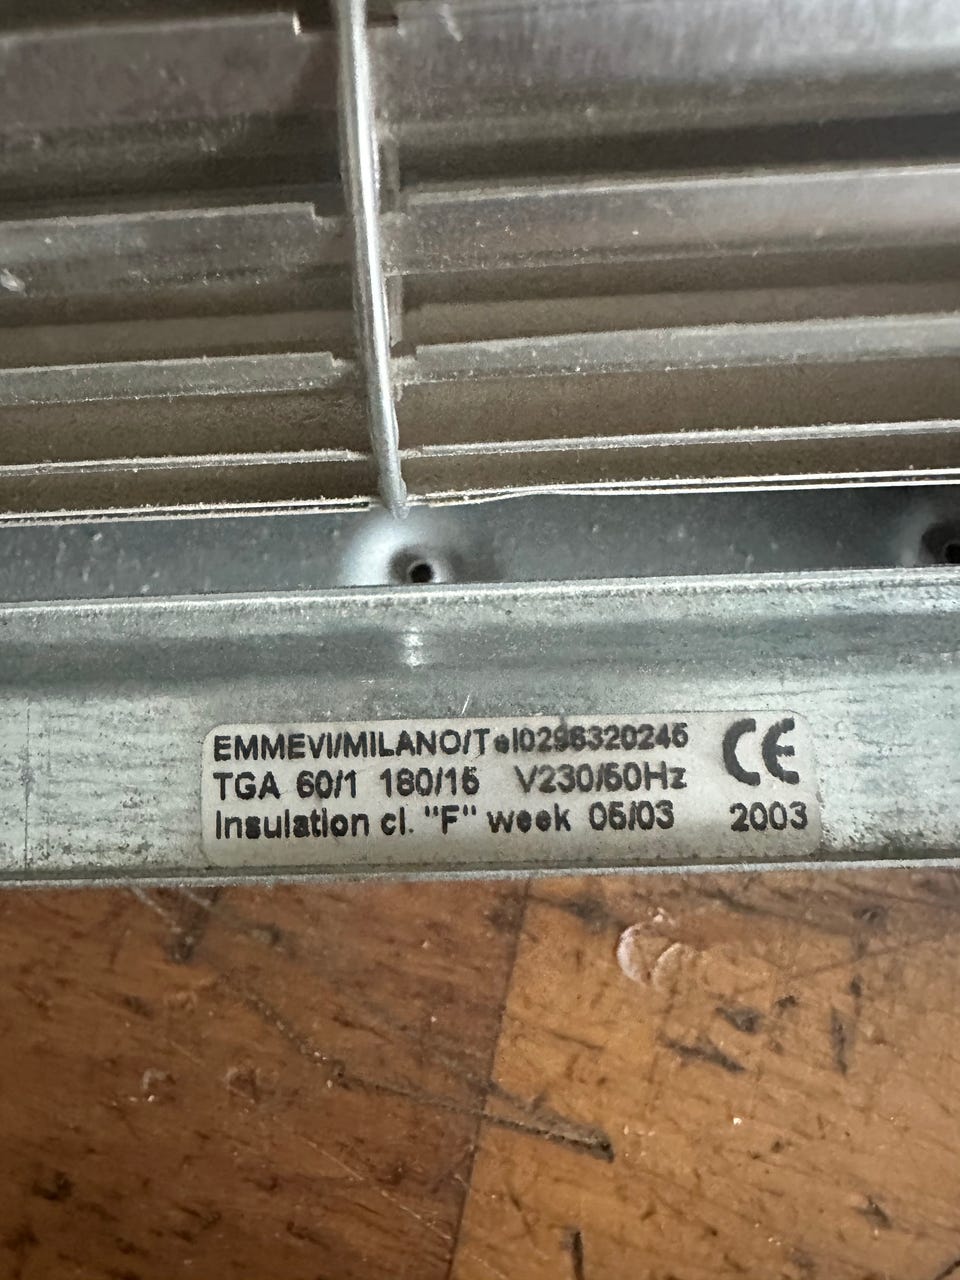 EMMEVI/MILANO/Tel0296320245
TGA 60/1 180/15 V230/50Hz CE
Insulation cl. "F" week 05/03 2003